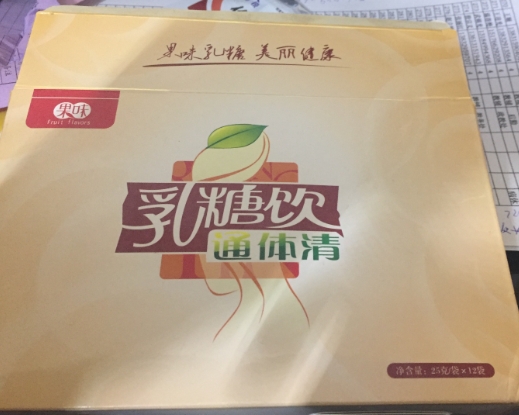 果味乳糖 美丽健康
果味
Fruit flavors
乳糖饮
通体清
净含量：25克/袋×12袋